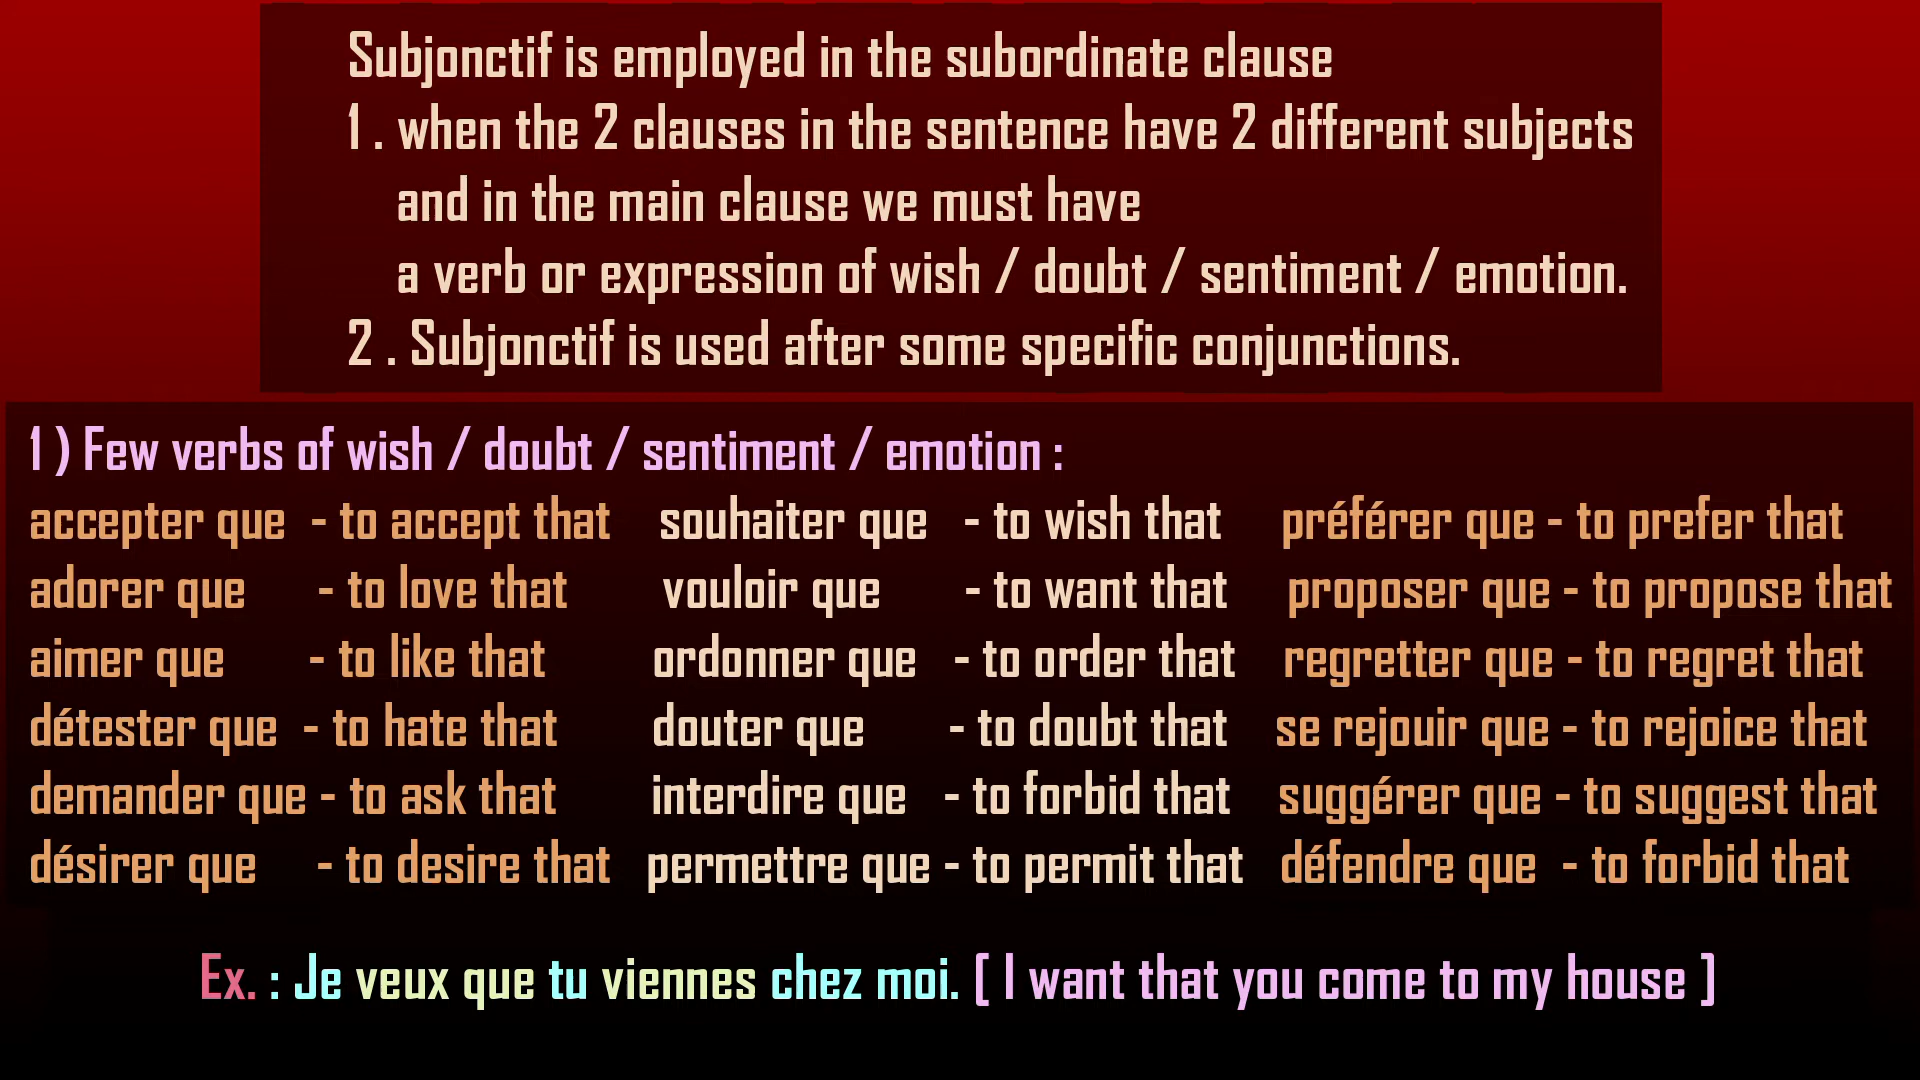 Subjonctif is employed in the subordinate clause
1 . when the 2 clauses in the sentence have 2 different subjects
and in the main clause we must have
a verb or expression of wish / doubt / sentiment / emotion.
2 . Subjonctif is used after some specific conjunctions.
1 ) Few verbs of wish / doubt / sentiment / emotion :
accepter que - to accept that souhaiter que - to wish that préférer que - to prefer that
adorer que - to love that vouloir que - to want that proposer que - to propose that
aimer que - to like that ordonner que - to order that regretter que - to regret that
détester que - to hate that douter que - to doubt that se rejouir que - to rejoice that
demander que - to ask that interdire que - to forbid that suggérer que - to suggest that
désirer que - to desire that permettre que - to permit that défendre que - to forbid that
Ex. : Je veux que tu viennes chez moi. [ I want that you come to my house ]